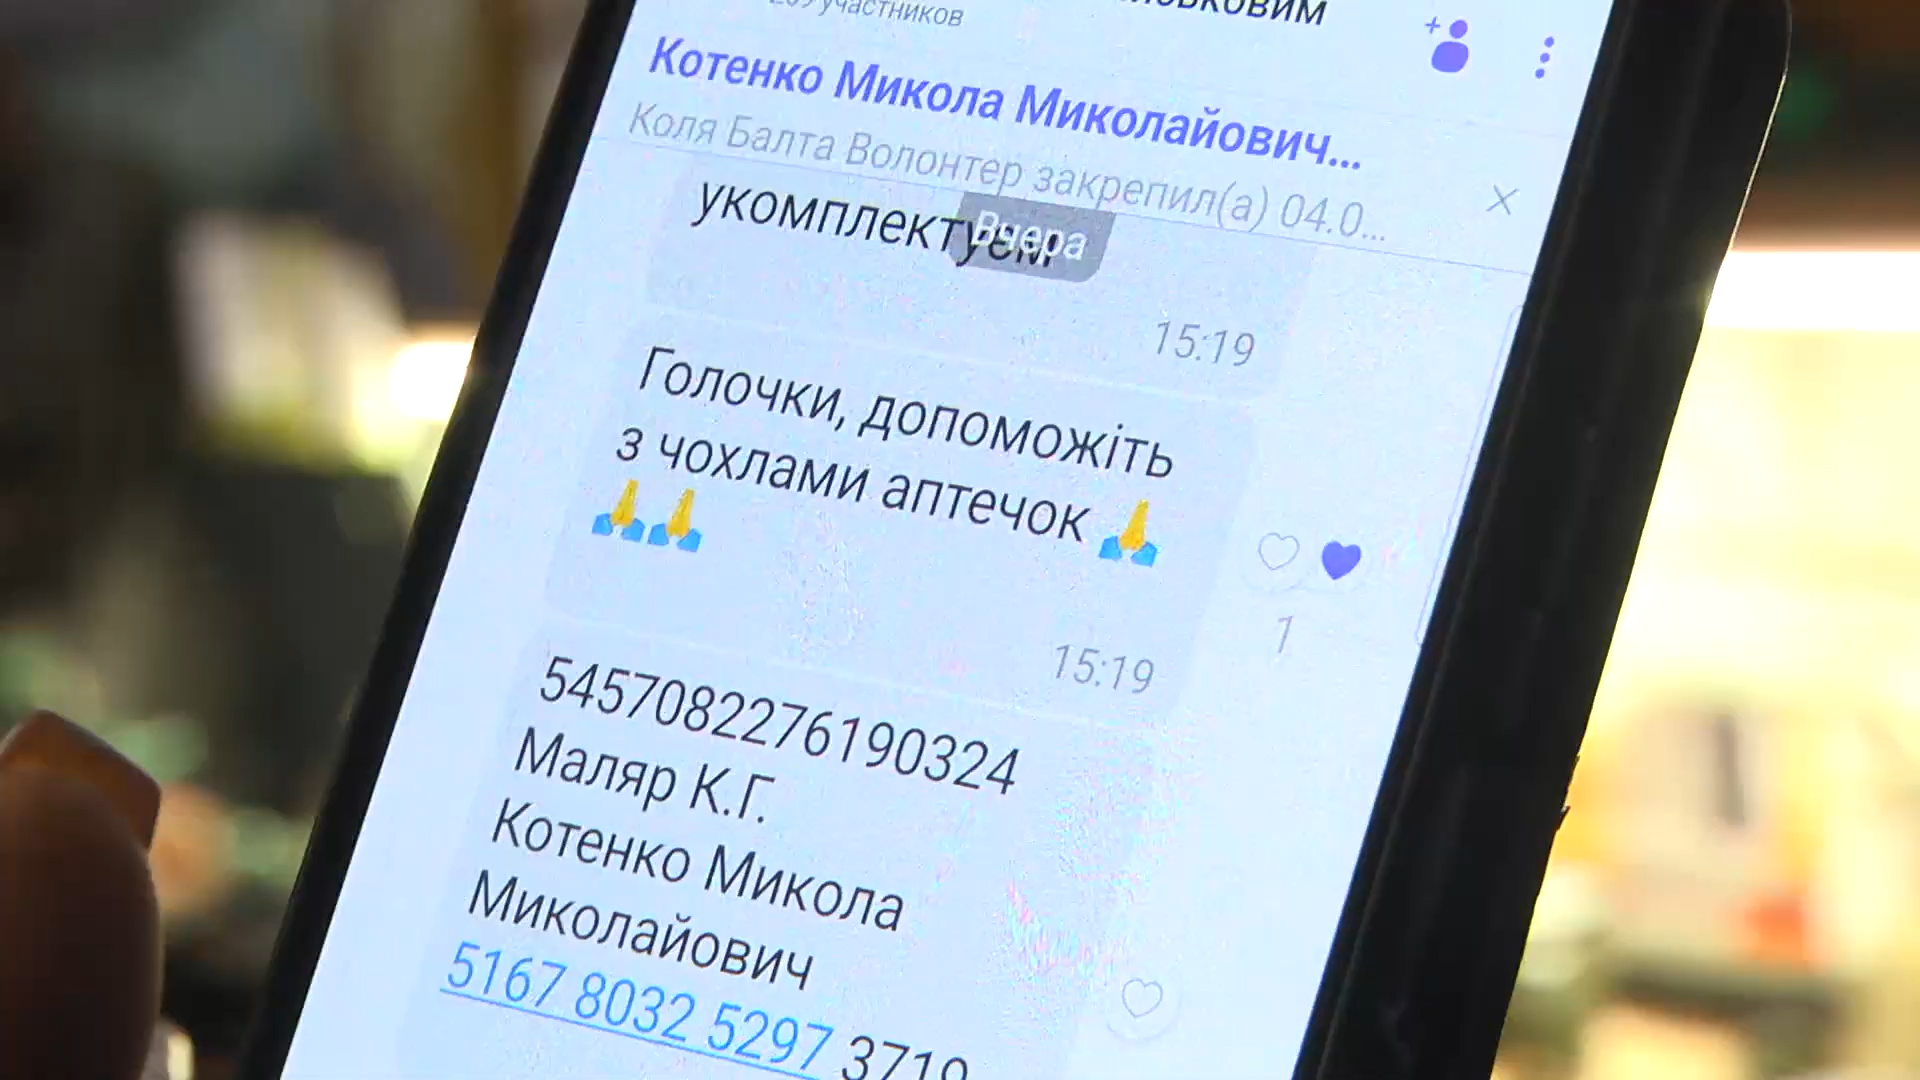 участников
Котенко Микола Миколайович...
Коля Балта Волонтер закрепил(а) 04.0...
Вчера
укомплектуем
15:19
Голочки, допоможіть
з чохлами аптечок 🙏
🙏🙏
1
15:19
5457082276190324
Маляр К.Г.
Котенко Микола
Миколайович
5167 8032 5297 3719